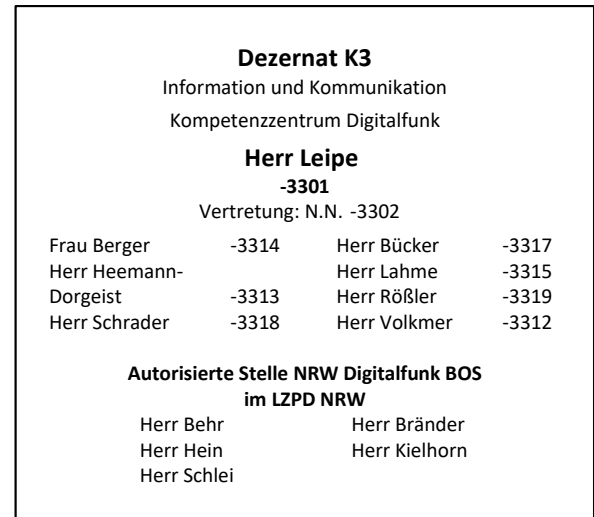 Dezernat K3
Information und Kommunikation
Kompetenzzentrum Digitalfunk
Herr Leipe
-3301
Vertretung: N.N. -3302
Frau Berger -3314 Herr Bücker -3317
Herr Heemann- Herr Lahme -3315
Dorgeist -3313 Herr Rößler -3319
Herr Schrader -3318 Herr Volkmer -3312
Autorisierte Stelle NRW Digitalfunk BOS
im LZPD NRW
Herr Behr Herr Bränder
Herr Hein Herr Kielhorn
Herr Schlei